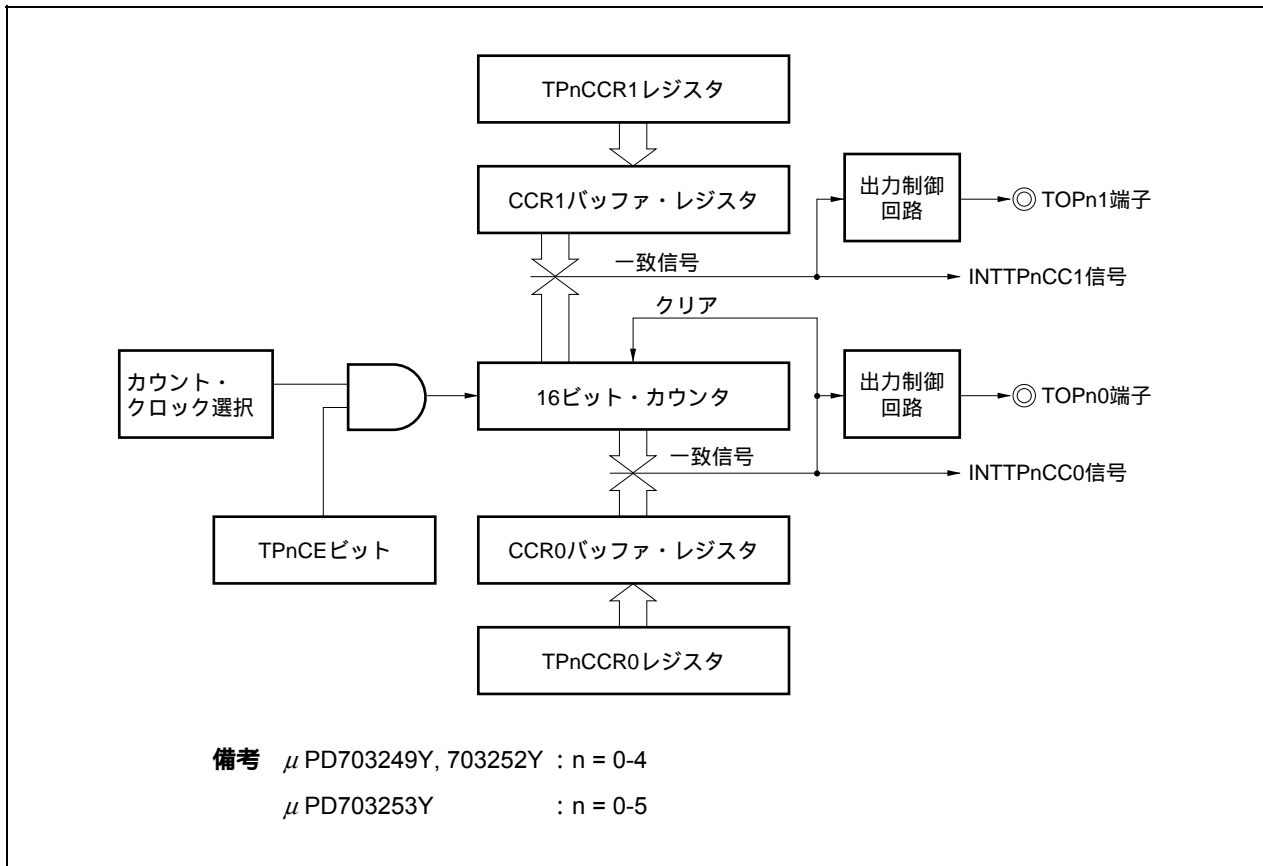 TPnCCR1レジスタ
CCR1バッファ・レジスタ
出力制御
回路
TOPn1端子
一致信号
INTTPnCC1信号
クリア
カウント・
クロック選択
16ビット・カウンタ
出力制御
回路
TOPn0端子
一致信号
INTTPnCC0信号
TPnCEビット
CCR0バッファ・レジスタ
TPnCCR0レジスタ
備考 μ PD703249Y, 703252Y : n = 0-4
μ PD703253Y : n = 0-5